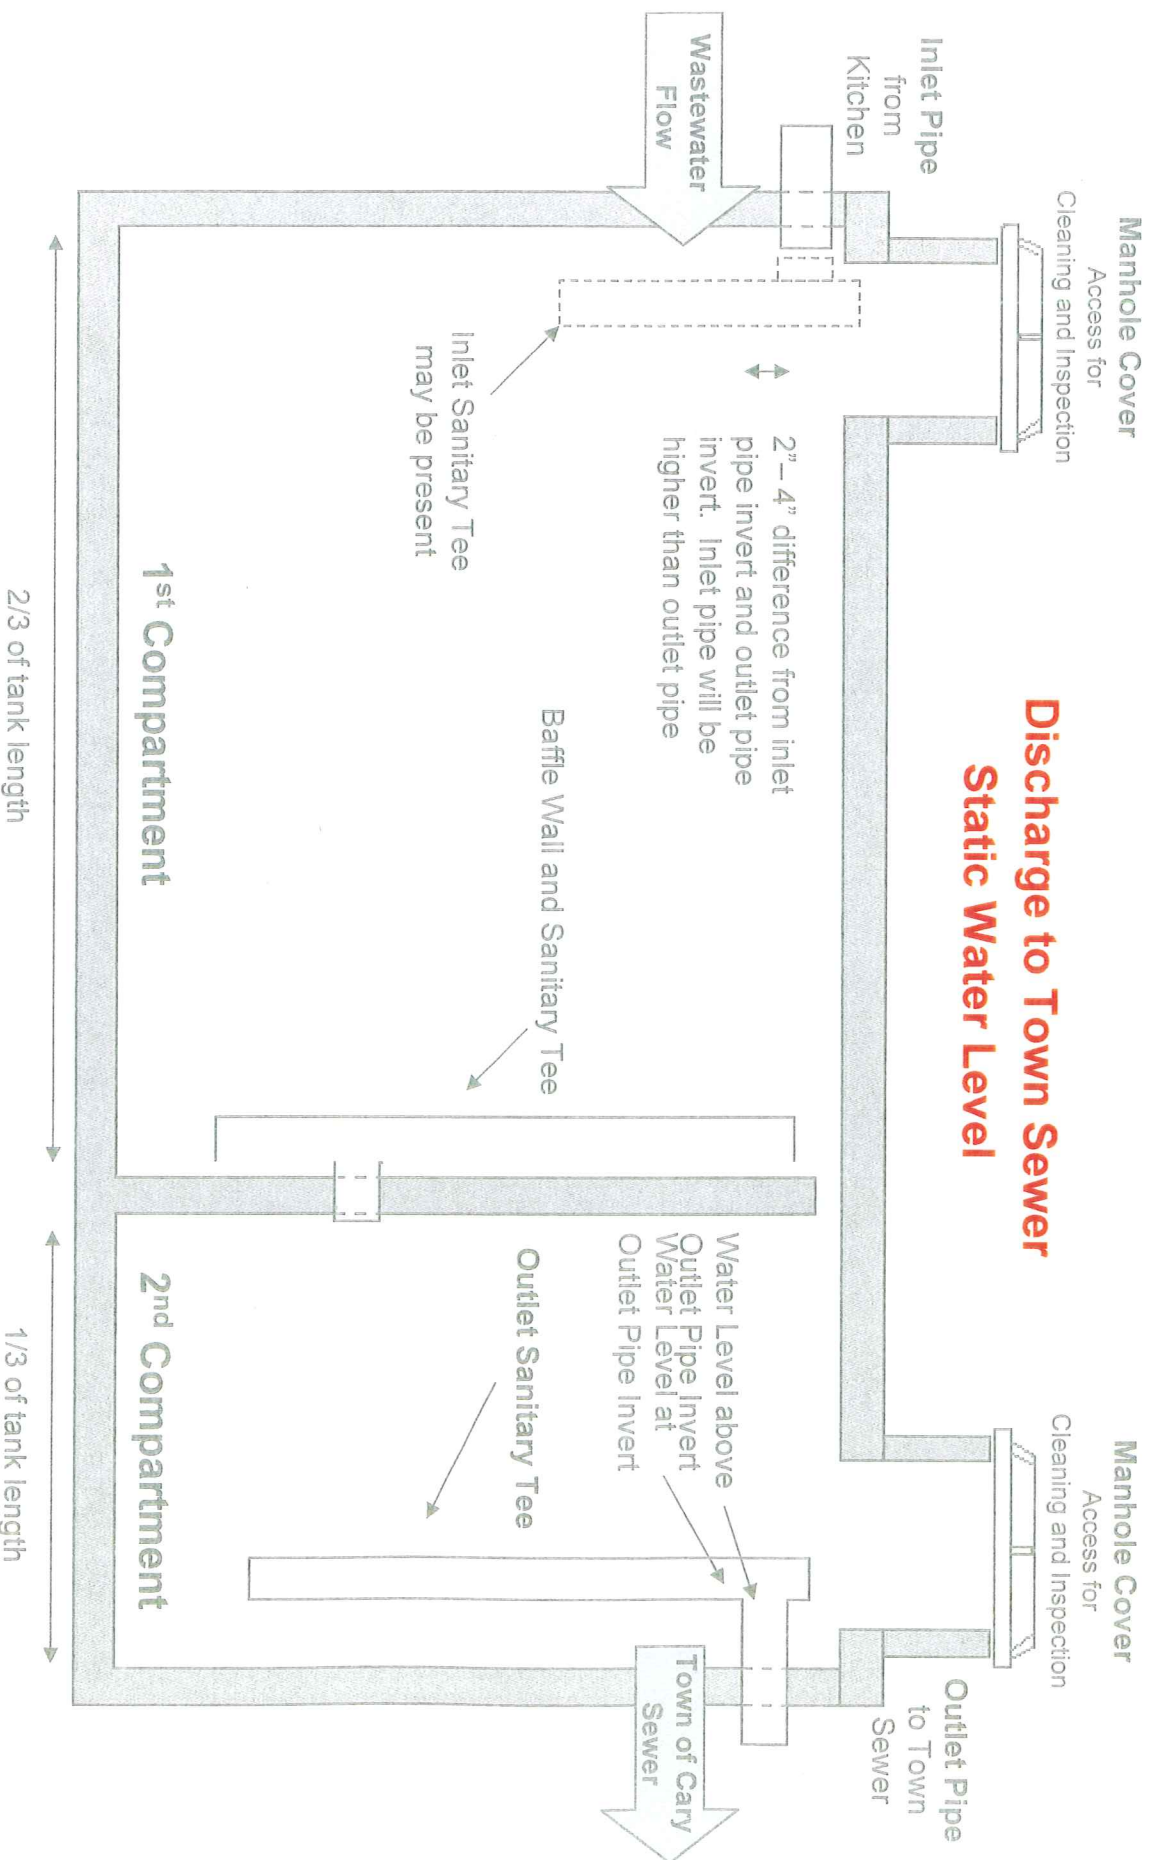 Discharge to Town Sewer
Static Water Level
Manhole Cover
Access for
Cleaning and Inspection
Manhole Cover
Access for
Cleaning and Inspection
Inlet Pipe
from
Kitchen
Outlet Pipe
to Town
Sewer
Wastewater
Flow
2” – 4” difference from inlet
pipe invert and outlet pipe
invert. Inlet pipe will be
higher than outlet pipe
Water Level above
Outlet Pipe Invert
Water Level at
Outlet Pipe Invert
Town of Cary
Sewer
Inlet Sanitary Tee
may be present
Baffle Wall and Sanitary Tee
Outlet Sanitary Tee
1st Compartment
2nd Compartment
2/3 of tank length
1/3 of tank length